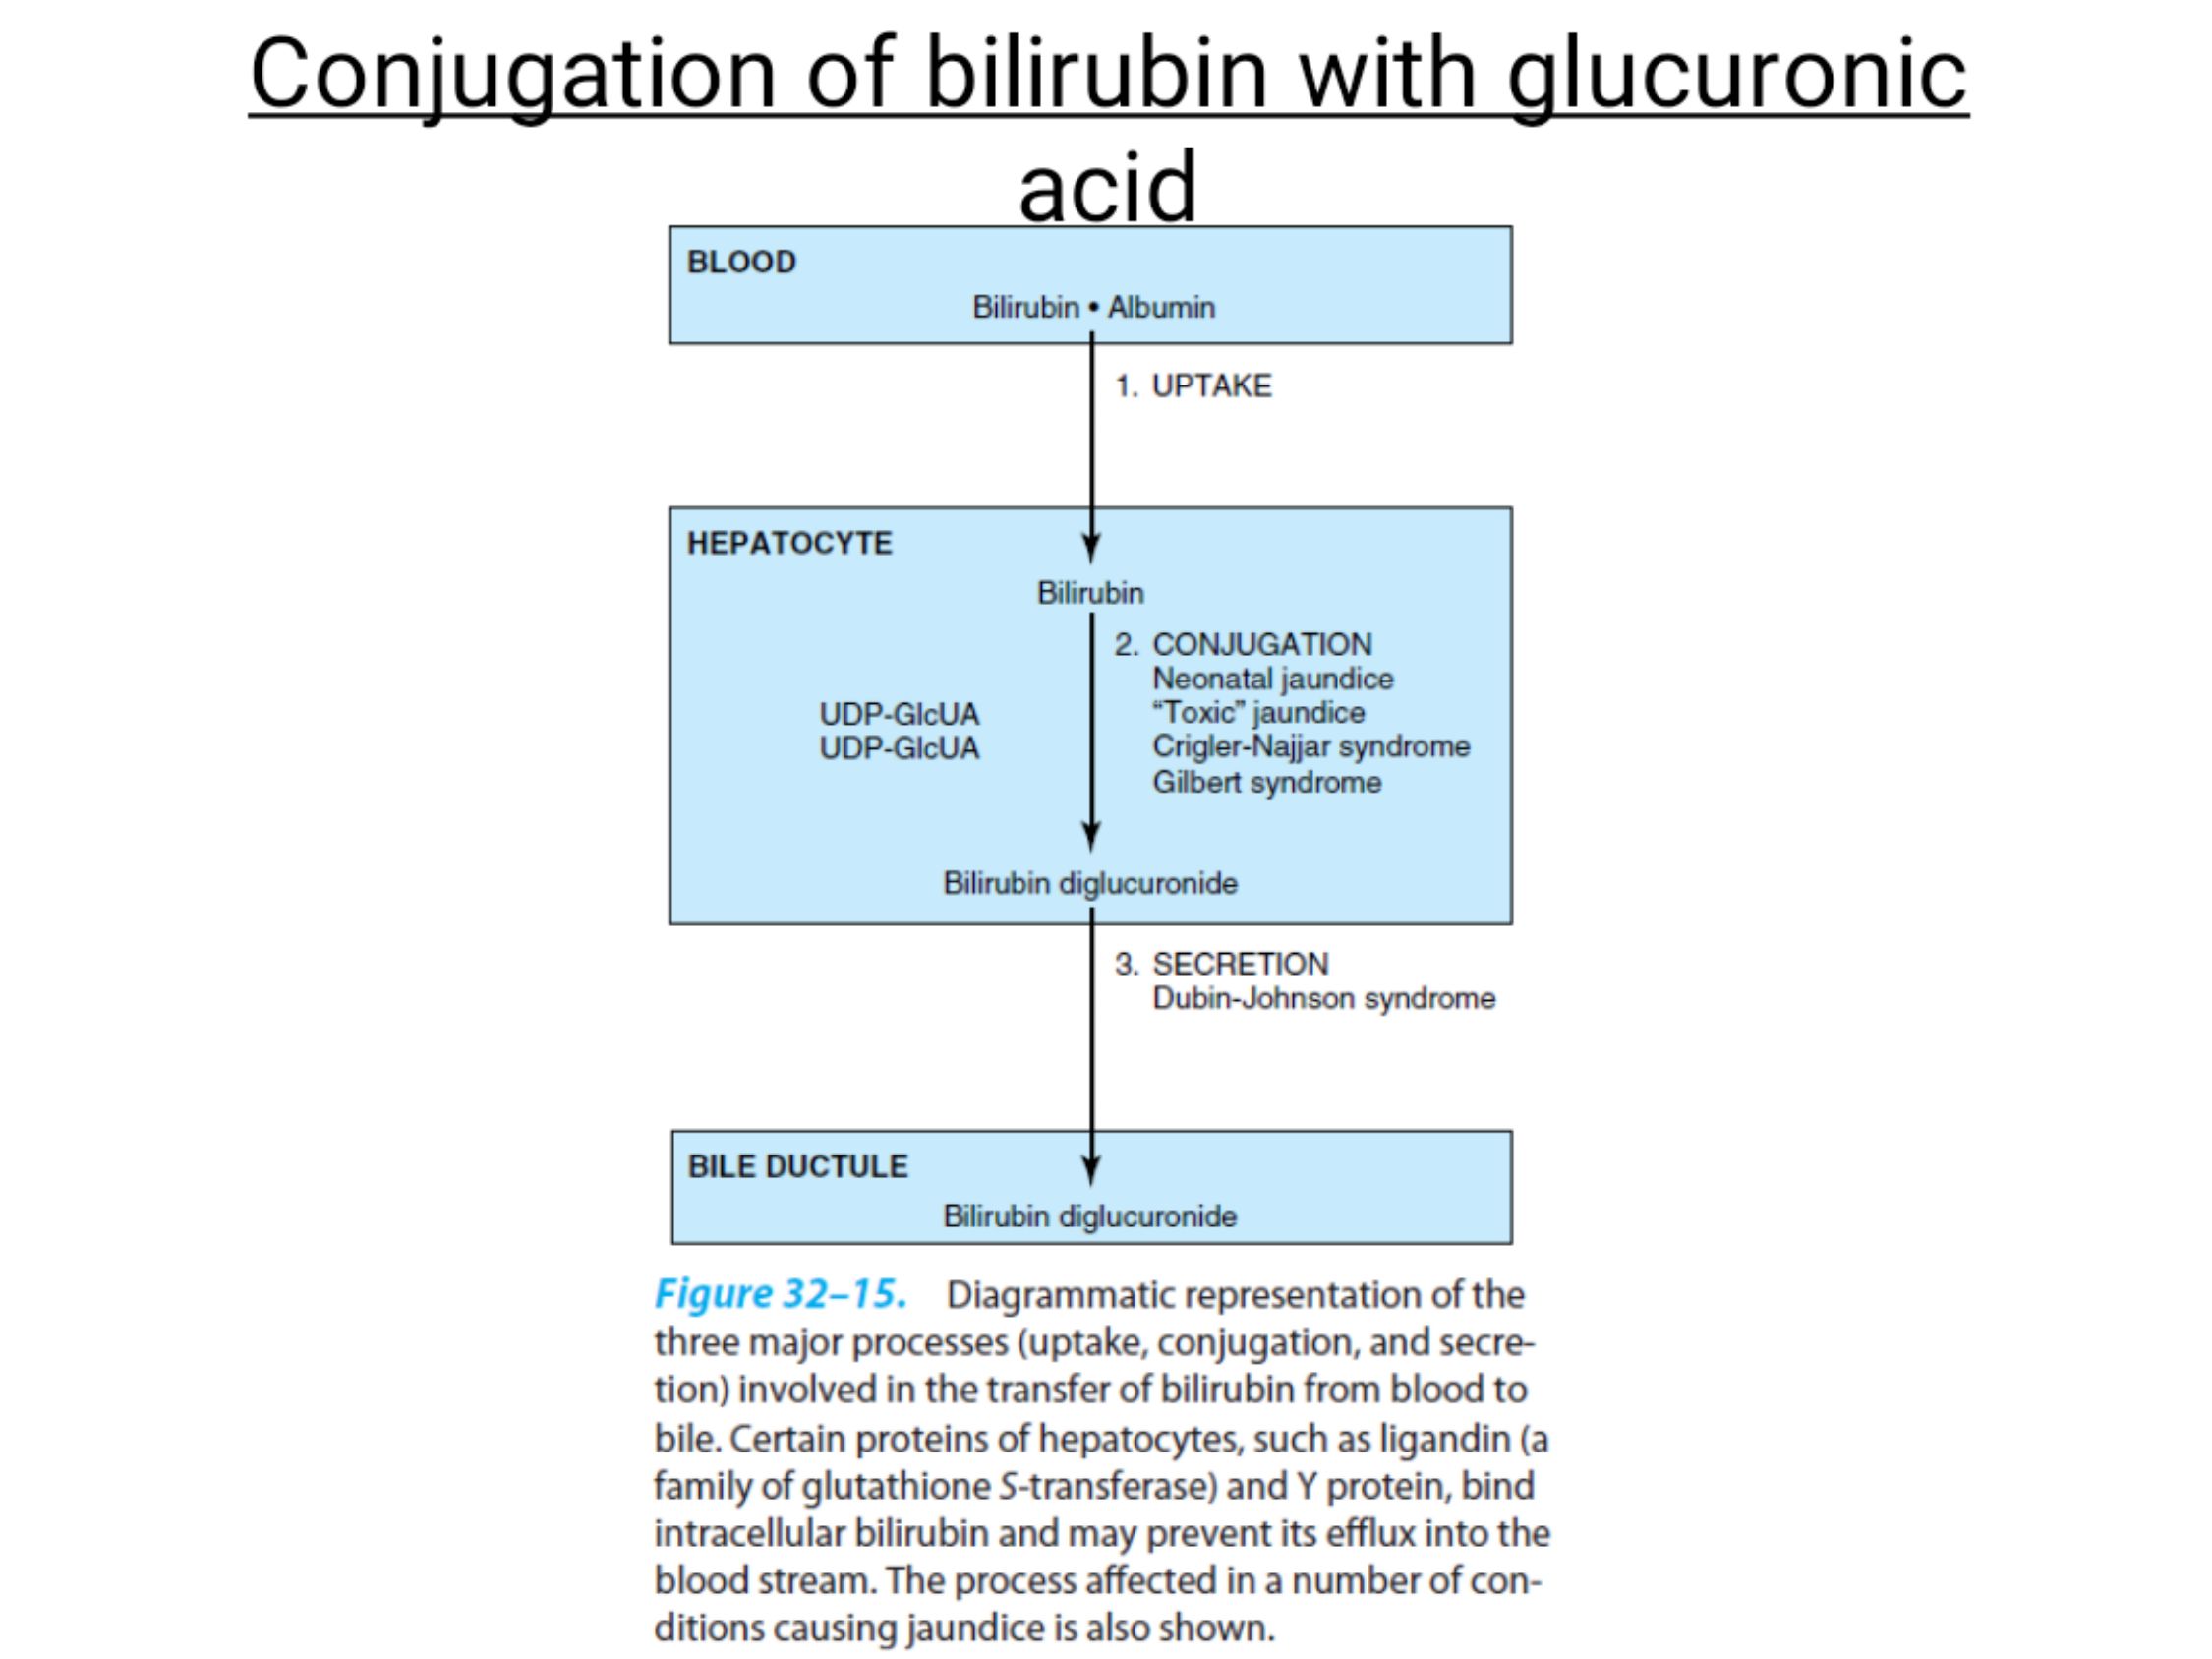 Conjugation of bilirubin with glucuronic
acid
BLOOD
Bilirubin • Albumin
1. UPTAKE
HEPATOCYTE
Bilirubin
2. CONJUGATION
Neonatal jaundice
“Toxic” jaundice
Crigler-Najjar syndrome
Gilbert syndrome
UDP-GlcUA
UDP-GlcUA
Bilirubin diglucuronide
3. SECRETION
Dubin-Johnson syndrome
BILE DUCTULE
Bilirubin diglucuronide
Figure 32–15. Diagrammatic representation of the
three major processes (uptake, conjugation, and secre-
tion) involved in the transfer of bilirubin from blood to
bile. Certain proteins of hepatocytes, such as ligandin (a
family of glutathione S-transferase) and Y protein, bind
intracellular bilirubin and may prevent its efflux into the
blood stream. The process affected in a number of con-
ditions causing jaundice is also shown.